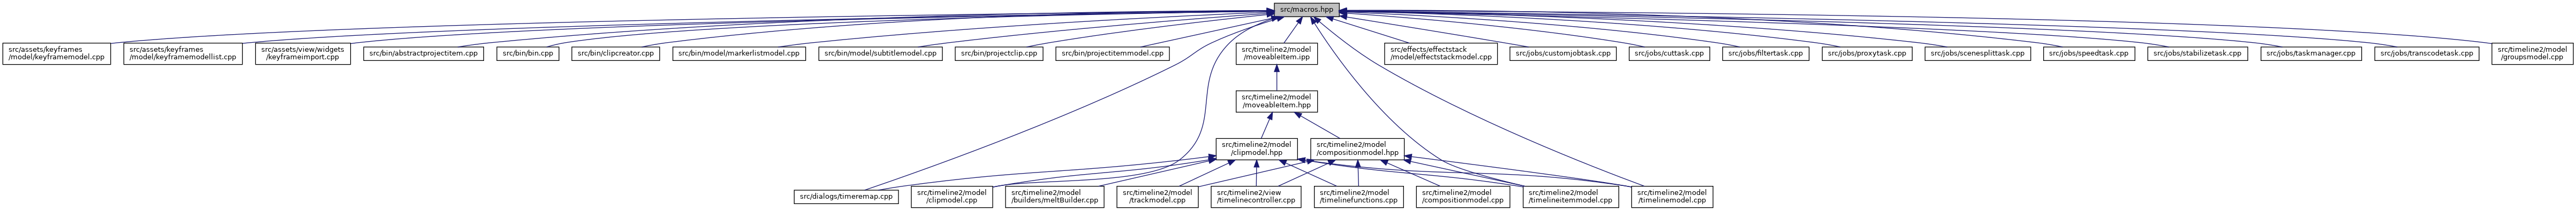 src/macros.hpp
src/assets/keyframes
/model/keyframemodel.cpp
src/assets/keyframes
/model/keyframemodellist.cpp
src/assets/view/widgets
/keyframeimport.cpp
src/bin/abstractprojectitem.cpp
src/bin/bin.cpp
src/bin/clipcreator.cpp
src/bin/model/markerlistmodel.cpp
src/bin/model/subtitlemodel.cpp
src/bin/projectclip.cpp
src/bin/projectitemmodel.cpp
src/timeline2/model
/moveableItem.ipp
src/effects/effectstack
/model/effectstackmodel.cpp
src/jobs/customjobtask.cpp
src/jobs/cuttask.cpp
src/jobs/filtertask.cpp
src/jobs/proxytask.cpp
src/jobs/scenesplittask.cpp
src/jobs/speedtask.cpp
src/jobs/stabilizetask.cpp
src/jobs/taskmanager.cpp
src/jobs/transcodetask.cpp
src/timeline2/model
/groupsmodel.cpp
src/timeline2/model
/moveableItem.hpp
src/timeline2/model
/clipmodel.hpp
src/timeline2/model
/compositionmodel.hpp
src/dialogs/timeremap.cpp
src/timeline2/model
/clipmodel.cpp
src/timeline2/model
/builders/meltBuilder.cpp
src/timeline2/model
/trackmodel.cpp
src/timeline2/view
/timelinecontroller.cpp
src/timeline2/model
/timelinefunctions.cpp
src/timeline2/model
/compositionmodel.cpp
src/timeline2/model
/timelineitemmodel.cpp
src/timeline2/model
/timelinemodel.cpp